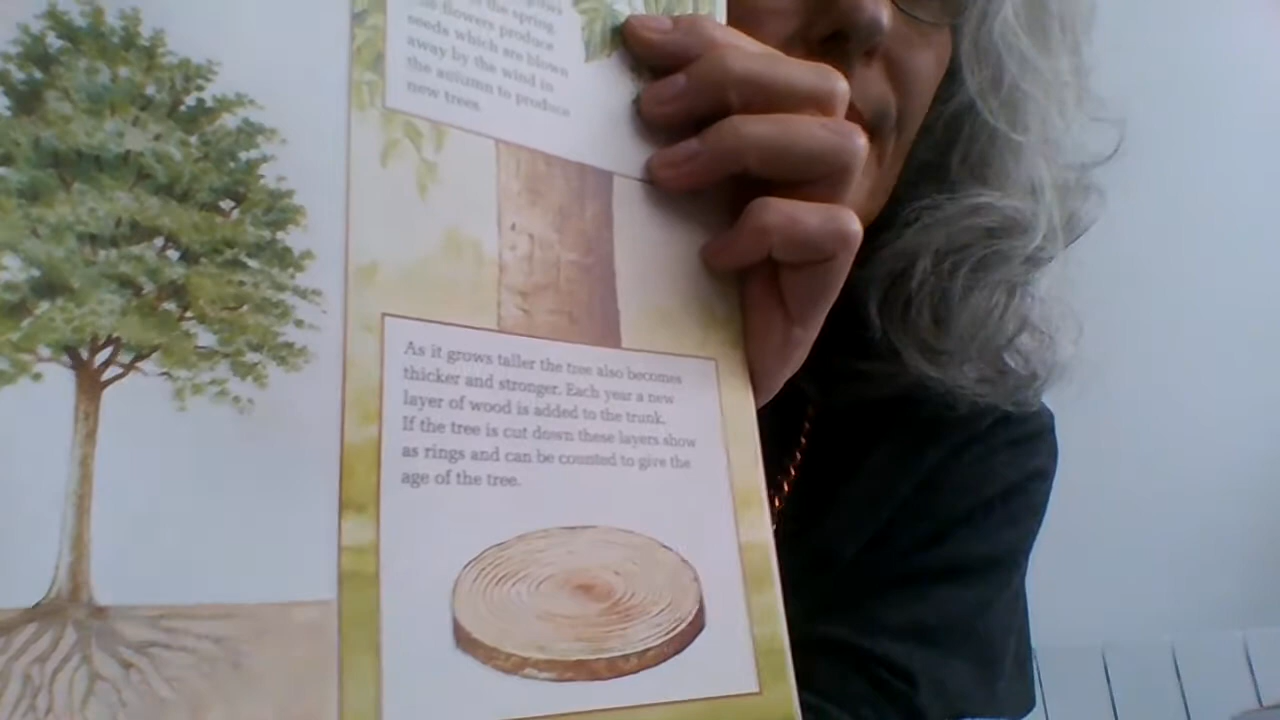 the spring
flowers produce
seeds which are blown
away by the wind in
the autumn to produce
new trees.
As it grows taller the tree also becomes
thicker and stronger. Each year a new
layer of wood is added to the trunk.
If the tree is cut down these layers show
as rings and can be counted to give the
age of the tree.